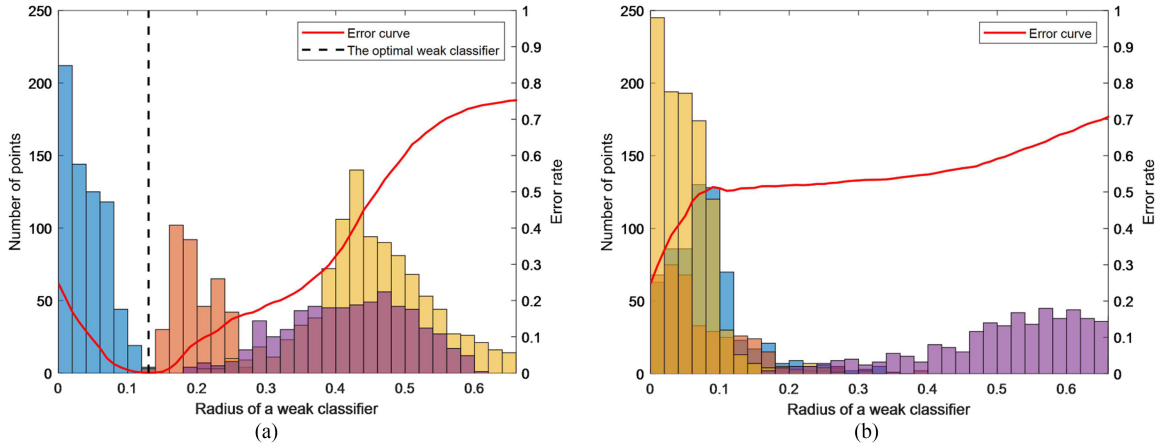 250
200
150
100
50
0
Number of points
0 0.1 0.2 0.3 0.4 0.5 0.6
Radius of a weak classifier
1
0.9
0.8
0.7
0.6
0.5
0.4
0.3
0.2
0.1
0
Error rate
Error curve
The optimal weak classifier
(a)
250
200
150
100
50
0
Number of points
0 0.1 0.2 0.3 0.4 0.5 0.6
Radius of a weak classifier
1
0.9
0.8
0.7
0.6
0.5
0.4
0.3
0.2
0.1
0
Error rate
Error curve
(b)